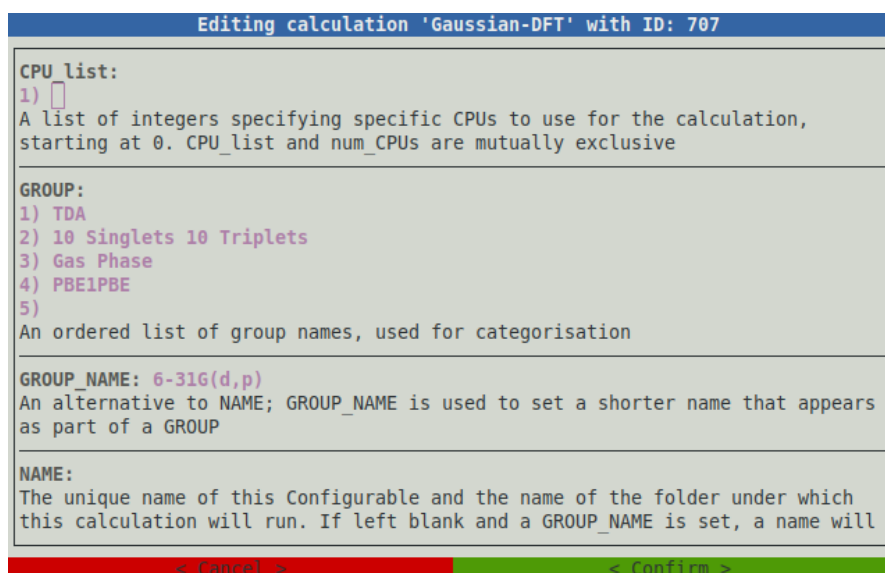 Editing calculation 'Gaussian-DFT' with ID: 707
CPU_list:
1)
A list of integers specifying specific CPUs to use for the calculation,
starting at 0. CPU_list and num_CPUs are mutually exclusive
GROUP:
1) TDA
2) 10 Singlets 10 Triplets
3) Gas Phase
4) PBE1PBE
5)
An ordered list of group names, used for categorisation
GROUP_NAME: 6-31G(d,p)
An alternative to NAME; GROUP_NAME is used to set a shorter name that appears
as part of a GROUP
NAME:
The unique name of this Configurable and the name of the folder under which
this calculation will run. If left blank and a GROUP_NAME is set, a name will
< Cancel > < Confirm >